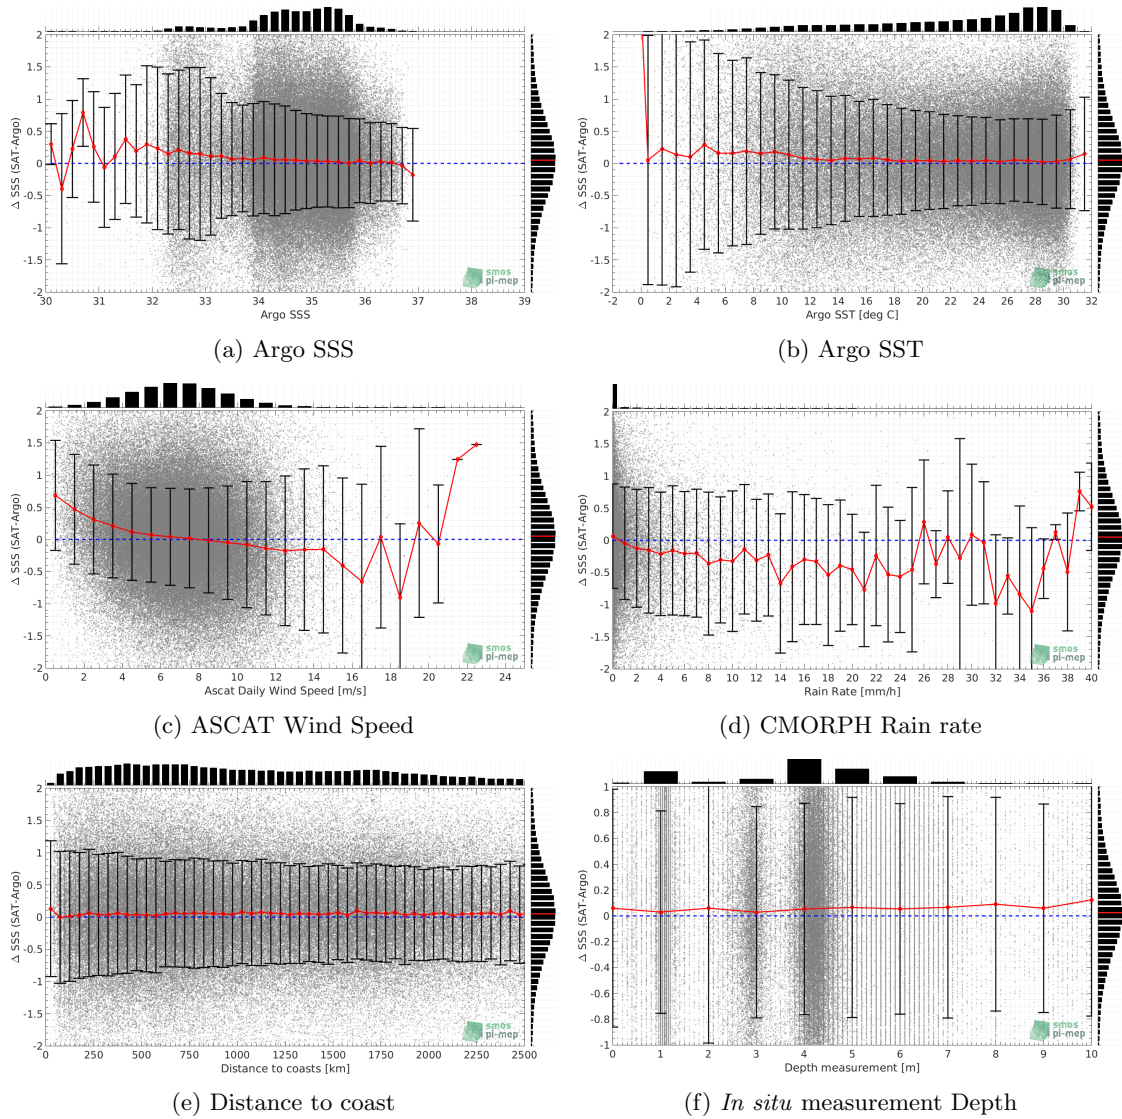 2
1.5
1
0.5
0
-0.5
-1
-1.5
-2
Δ SSS (SAT-Argo)
30 31 32 33 34 35 36 37 38 39
Argo SSS
smos
pi-mep
(a) Argo SSS
2
1.5
1
0.5
0
-0.5
-1
-1.5
-2
Δ SSS (SAT-Argo)
-2 0 2 4 6 8 10 12 14 16 18 20 22 24 26 28 30 32
Argo SST [deg C]
smos
pi-mep
(b) Argo SST
2
1.5
1
0.5
0
-0.5
-1
-1.5
-2
Δ SSS (SAT-Argo)
0 2 4 6 8 10 12 14 16 18 20 22 24
Ascat Daily Wind Speed [m/s]
smos
pi-mep
(c) ASCAT Wind Speed
2
1.5
1
0.5
0
-0.5
-1
-1.5
-2
Δ SSS (SAT-Argo)
0 2 4 6 8 10 12 14 16 18 20 22 24 26 28 30 32 34 36 38 40
Rain Rate [mm/h]
smos
pi-mep
(d) CMORPH Rain rate
2
1.5
1
0.5
0
-0.5
-1
-1.5
-2
Δ SSS (SAT-Argo)
0 250 500 750 1000 1250 1500 1750 2000 2250 2500
Distance to coasts [km]
smos
pi-mep
(e) Distance to coast
1
0.8
0.6
0.4
0.2
0
-0.2
-0.4
-0.6
-0.8
-1
Δ SSS (SAT-Argo)
0 1 2 3 4 5 6 7 8 9 10
Depth measurement [m]
smos
pi-mep
(f) In situ measurement Depth